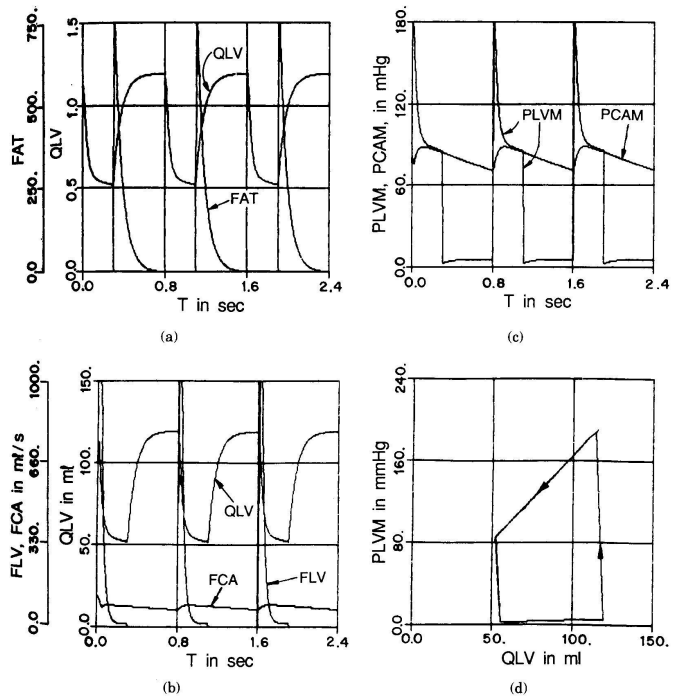 750.
500.
250.
0.0
FAT
1.5
1.0
0.5
0.0
QLV
QLV
FAT
0.0
0.8
1.6
2.4
T in sec
(a)
180.
120.
60.
0.0
PLVM, PCAM, in mHg
PLVM
PCAM
0.0
0.8
1.6
2.4
T in sec
(c)
1000.
660.
330.
0.0
FLV, FCA in mℓ/s
150.
100.
50.
0.0
QLV in mℓ
QLV
FCA
FLV
0.0
0.8
1.6
2.4
T in sec
(b)
240.
160.
80.
0.
PLVM in mmHg
0.0
50.
100.
150.
QLV in ml
(d)